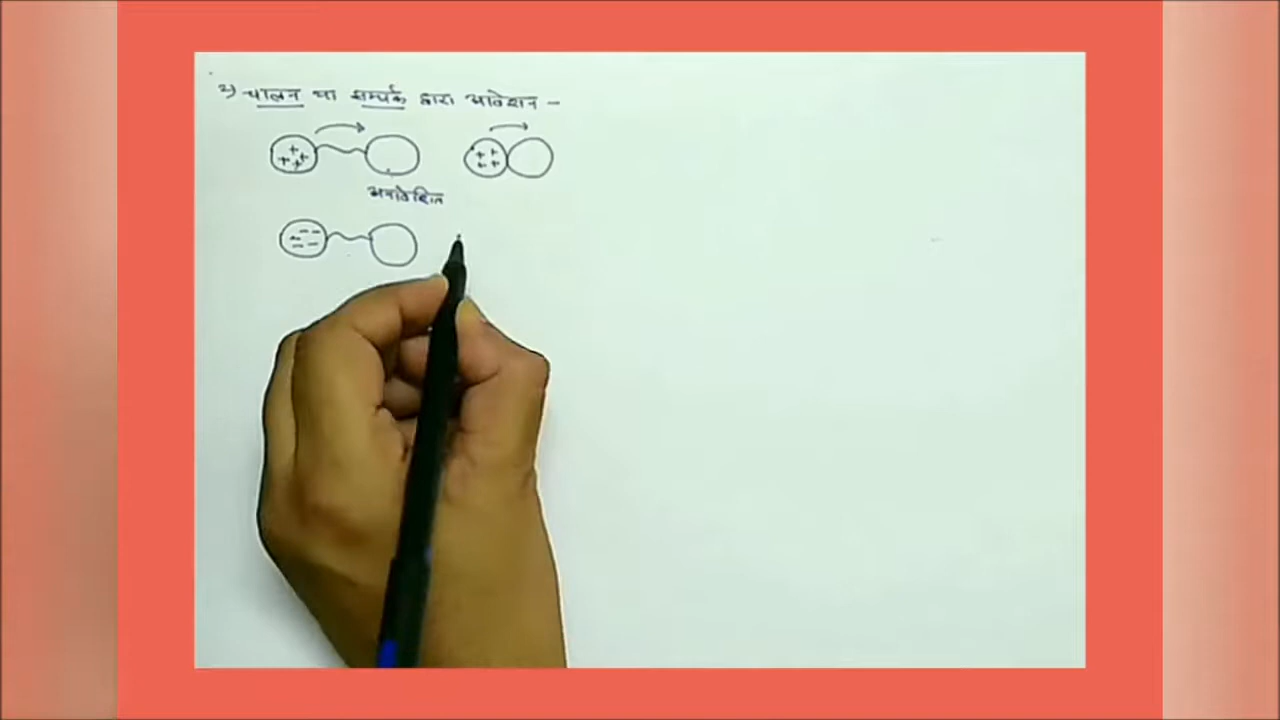 2) चालन या सम्पर्क द्वारा आवेशन -
+ + + + + + + +
अनावेशित
- - - - -